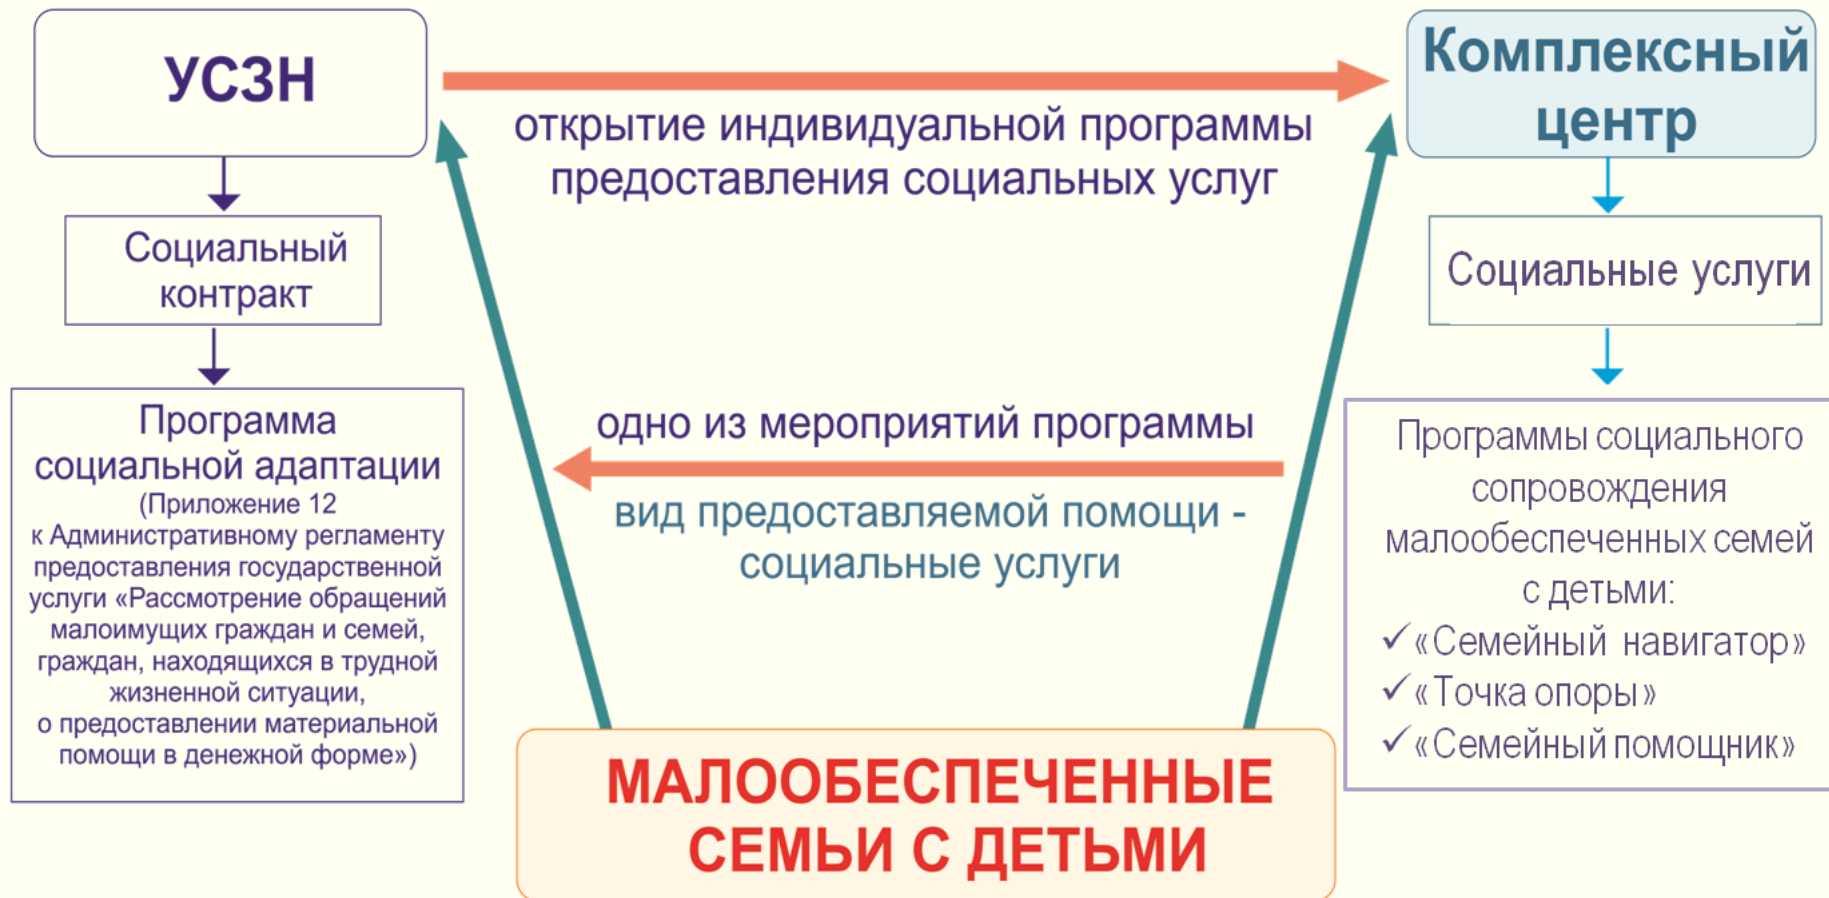 УСЗН
Комплексный
центр
открытие индивидуальной программы
предоставления социальных услуг
Социальный
контракт
Социальные услуги
Программа
социальной адаптации
(Приложение 12
к Административному регламенту
предоставления государственной
услуги «Рассмотрение обращений
малоимущих граждан и семей,
граждан, находящихся в трудной
жизненной ситуации,
о предоставлении материальной
помощи в денежной форме»)
одно из мероприятий программы
вид предоставляемой помощи -
социальные услуги
Программы социального
сопровождения
малообеспеченных семей
с детьми:
✓ «Семейный навигатор»
✓ «Точка опоры»
✓ «Семейный помощник»
МАЛООБЕСПЕЧЕННЫЕ
СЕМЬИ С ДЕТЬМИ